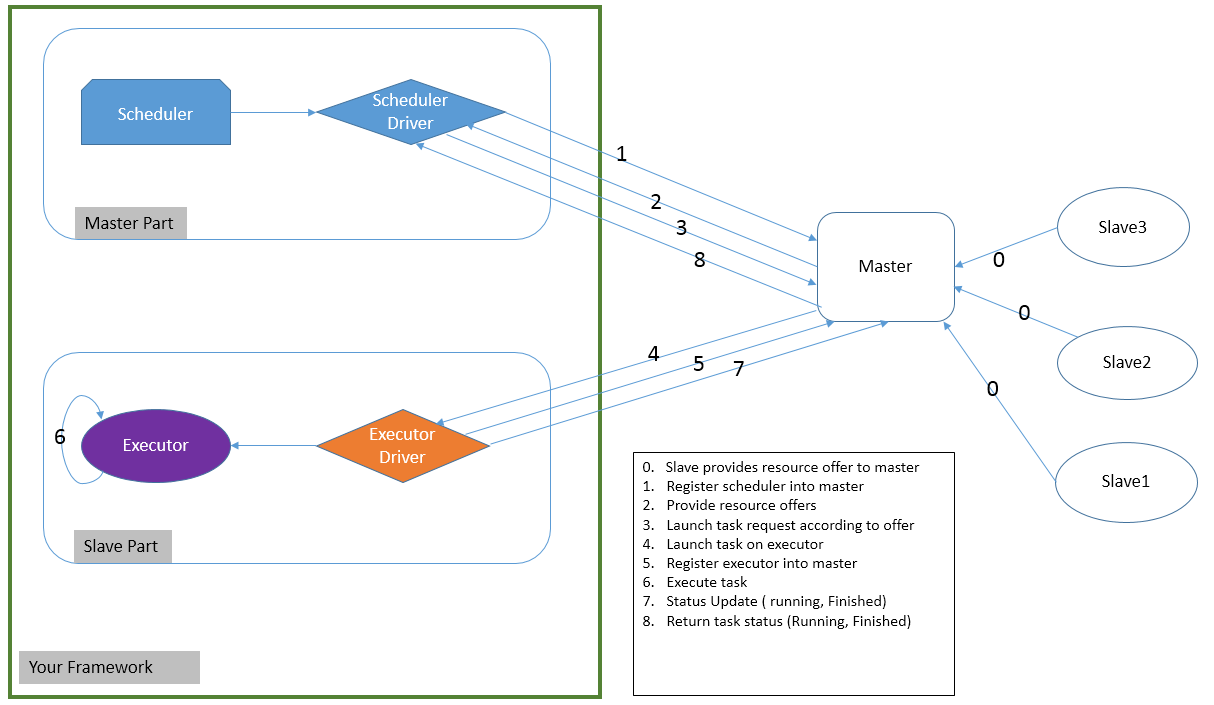 Scheduler
Scheduler
Driver
Master Part
1
2
3
8
Master
Slave3
0
Slave2
0
Slave1
0
4
5
7
6
Executor
Executor
Driver
Slave Part
Your Framework
0. Slave provides resource offer to master
1. Register scheduler into master
2. Provide resource offers
3. Launch task request according to offer
4. Launch task on executor
5. Register executor into master
6. Execute task
7. Status Update ( running, Finished)
8. Return task status (Running, Finished)